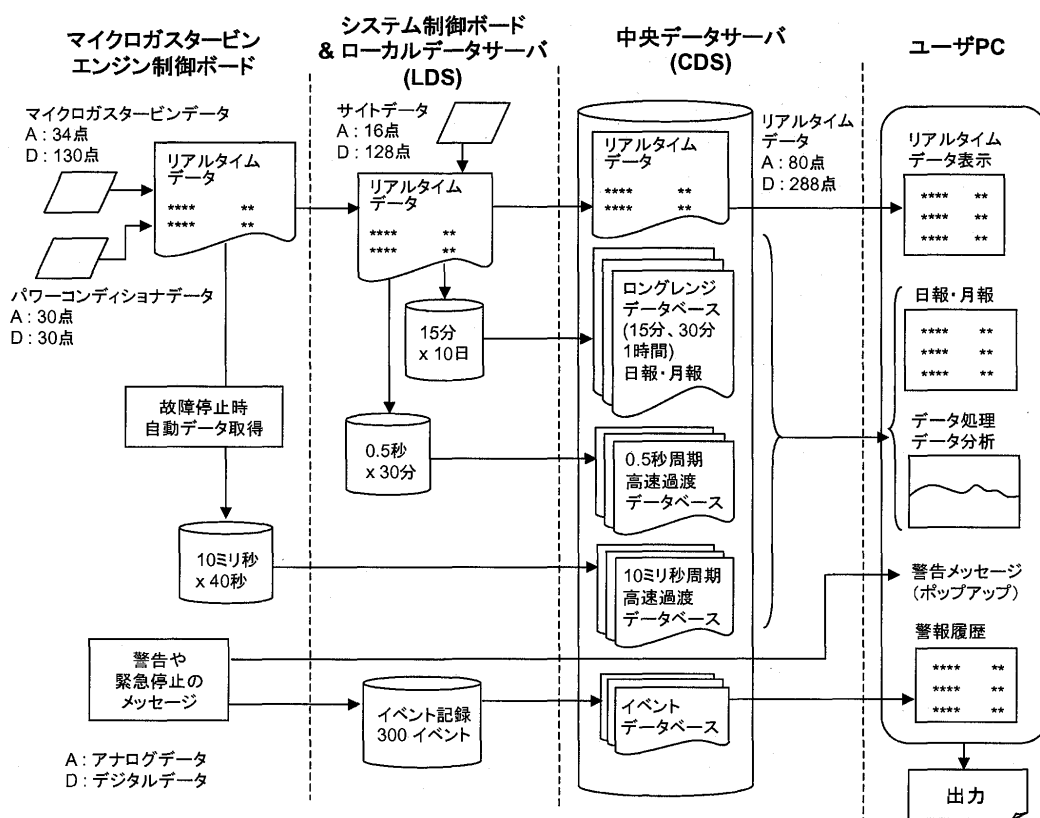 マイクロガスタービン
エンジン制御ボード
システム制御ボード
& ローカルデータサーバ
(LDS)
中央データサーバ
(CDS)
ユーザPC
マイクロガスタービンデータ
A : 34点
D : 130点
リアルタイム
データ
**** **
**** **
パワーコンディショナデータ
A : 30点
D : 30点
故障停止時
自動データ取得
10ミリ秒
x 40秒
警告や
緊急停止の
メッセージ
A : アナログデータ
D : デジタルデータ
サイトデータ
A : 16点
D : 128点
リアルタイム
データ
**** **
**** **
15分
x 10日
0.5秒
x 30分
イベント記録
300 イベント
リアルタイム
データ
**** **
**** **
リアルタイム
データ
A : 80点
D : 288点
ロングレンジ
データベース
(15分、30分
1時間)
日報・月報
0.5秒周期
高速過渡
データベース
10ミリ秒周期
高速過渡
データベース
イベント
データベース
リアルタイム
データ表示
**** **
**** **
**** **
日報・月報
**** **
**** **
**** **
データ処理
データ分析
警告メッセージ
(ポップアップ)
警報履歴
**** **
**** **
**** **
出力